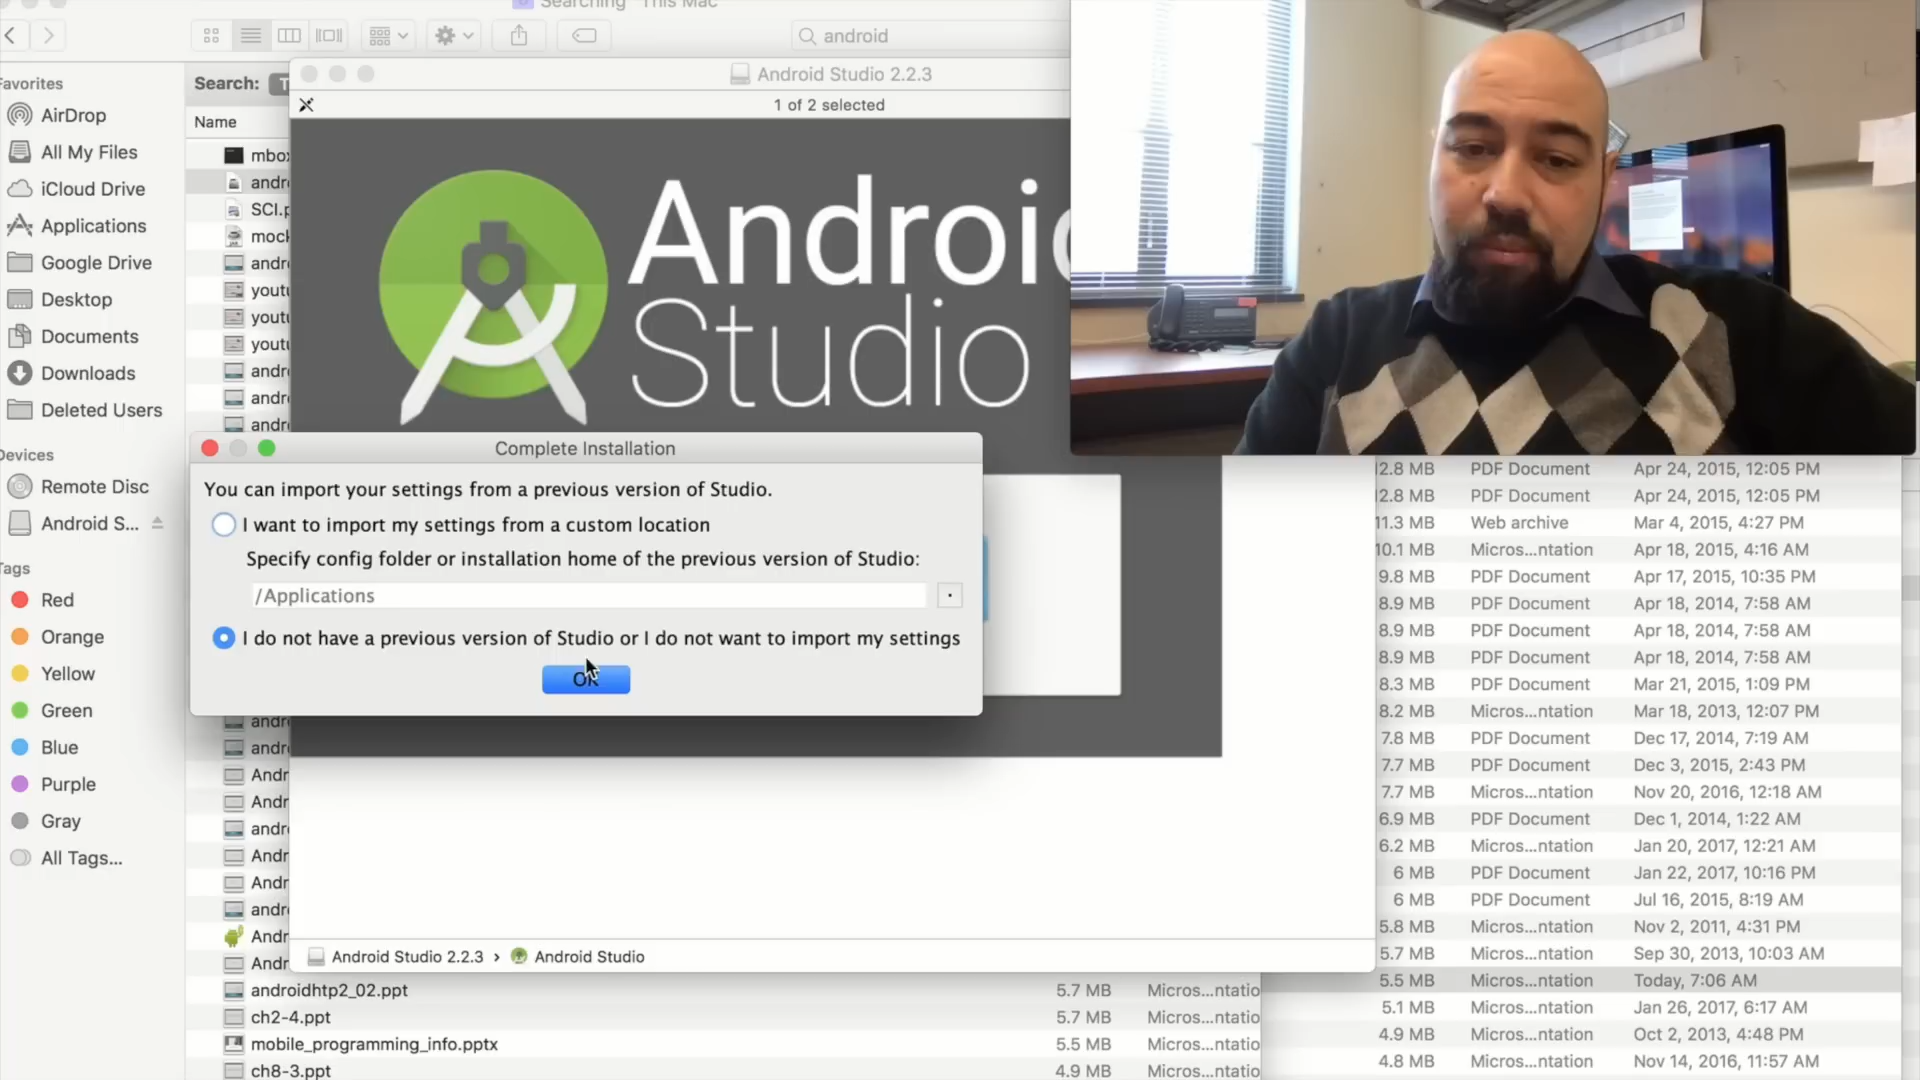 Searching "This Mac"
android
Favorites
AirDrop
All My Files
iCloud Drive
Applications
Google Drive
Desktop
Documents
Downloads
Deleted Users
Devices
Remote Disc
Android S...
Tags
Red
Orange
Yellow
Green
Blue
Purple
Gray
All Tags...
Search:
Name
Android Studio 2.2.3
1 of 2 selected
Studio
Complete Installation
You can import your settings from a previous version of Studio.
I want to import my settings from a custom location
Specify config folder or installation home of the previous version of Studio:
/Applications
I do not have a previous version of Studio or I do not want to import my settings
OK
12.8 MB PDF Document Apr 24, 2015, 12:05 PM
12.8 MB PDF Document Apr 24, 2015, 12:05 PM
11.3 MB Web archive Mar 4, 2015, 4:27 PM
10.1 MB Micros...ntation Apr 18, 2015, 4:16 AM
9.8 MB PDF Document Apr 17, 2015, 10:35 PM
8.9 MB PDF Document Apr 18, 2014, 7:58 AM
8.9 MB PDF Document Apr 18, 2014, 7:58 AM
8.9 MB PDF Document Apr 18, 2014, 7:58 AM
8.3 MB PDF Document Mar 21, 2015, 1:09 PM
8.2 MB Micros...ntation Mar 18, 2013, 12:07 PM
7.8 MB PDF Document Dec 17, 2014, 7:19 AM
7.7 MB PDF Document Dec 3, 2015, 2:43 PM
7.7 MB Micros...ntation Nov 20, 2016, 12:18 AM
6.9 MB PDF Document Dec 1, 2014, 1:22 AM
6.2 MB Micros...ntation Jan 20, 2017, 12:21 AM
6 MB PDF Document Jan 22, 2017, 10:16 PM
6 MB PDF Document Jul 16, 2015, 8:19 AM
5.8 MB Micros...ntation Nov 2, 2011, 4:31 PM
5.7 MB Micros...ntation Sep 30, 2013, 10:03 AM
5.5 MB Micros...ntation Today, 7:06 AM
5.1 MB Micros...ntation Jan 26, 2017, 6:17 AM
4.9 MB Micros...ntation Oct 2, 2013, 4:48 PM
4.8 MB Micros...ntation Nov 14, 2016, 11:57 AM
Android Studio 2.2.3 › Android Studio
androidhtp2_02.ppt 5.7 MB Micros...ntatio
ch2-4.ppt 5.7 MB Micros...ntatio
mobile_programming_info.pptx 5.5 MB Micros...ntatio
ch8-3.ppt 4.9 MB Micros...ntatio